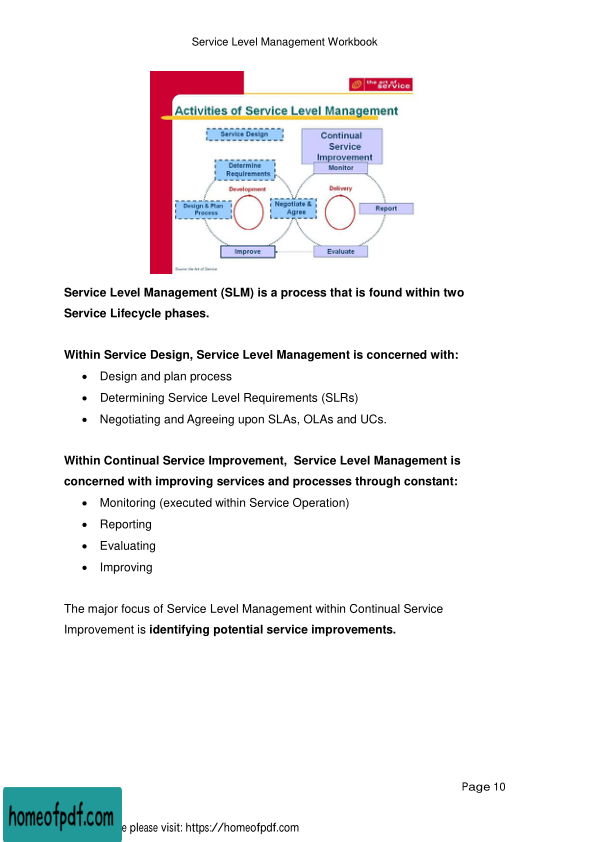 Service Level Management Workbook
the art of
service
Activities of Service Level Management
Service Design
Continual
Service
Improvement
Determine
Requirements
Monitor
Development
Delivery
Design & Plan
Process
Negotiate &
Agree
Report
Improve
Evaluate
Source: the Art of Service
Service Level Management (SLM) is a process that is found within two
Service Lifecycle phases.
Within Service Design, Service Level Management is concerned with:
• Design and plan process
• Determining Service Level Requirements (SLRs)
• Negotiating and Agreeing upon SLAs, OLAs and UCs.
Within Continual Service Improvement,  Service Level Management is
concerned with improving services and processes through constant:
• Monitoring (executed within Service Operation)
• Reporting
• Evaluating
• Improving
The major focus of Service Level Management within Continual Service
Improvement is identifying potential service improvements.
Page 10
homeofpdf.com
e please visit: https://homeofpdf.com